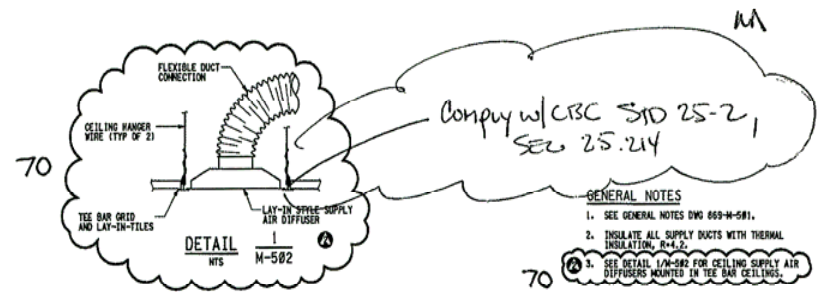 M
FLEXIBLE DUCT
CONNECTION
CEILING HANGER
WIRE (TYP OF 2)
Comply w/ CBC STD 25-2,
SEC 25.214
70
TEE BAR GRID
AND LAY-IN-TILES
LAY-IN STYLE SUPPLY
AIR DIFFUSER
DETAIL 1
NTS M-502
GENERAL NOTES
1. SEE GENERAL NOTES DWG 869-M-501.
2. INSULATE ALL SUPPLY DUCTS WITH THERMAL
INSULATION, R=4.2.
70
3. SEE DETAIL 1/M-502 FOR CEILING SUPPLY AIR
DIFFUSERS MOUNTED IN TEE BAR CEILINGS.